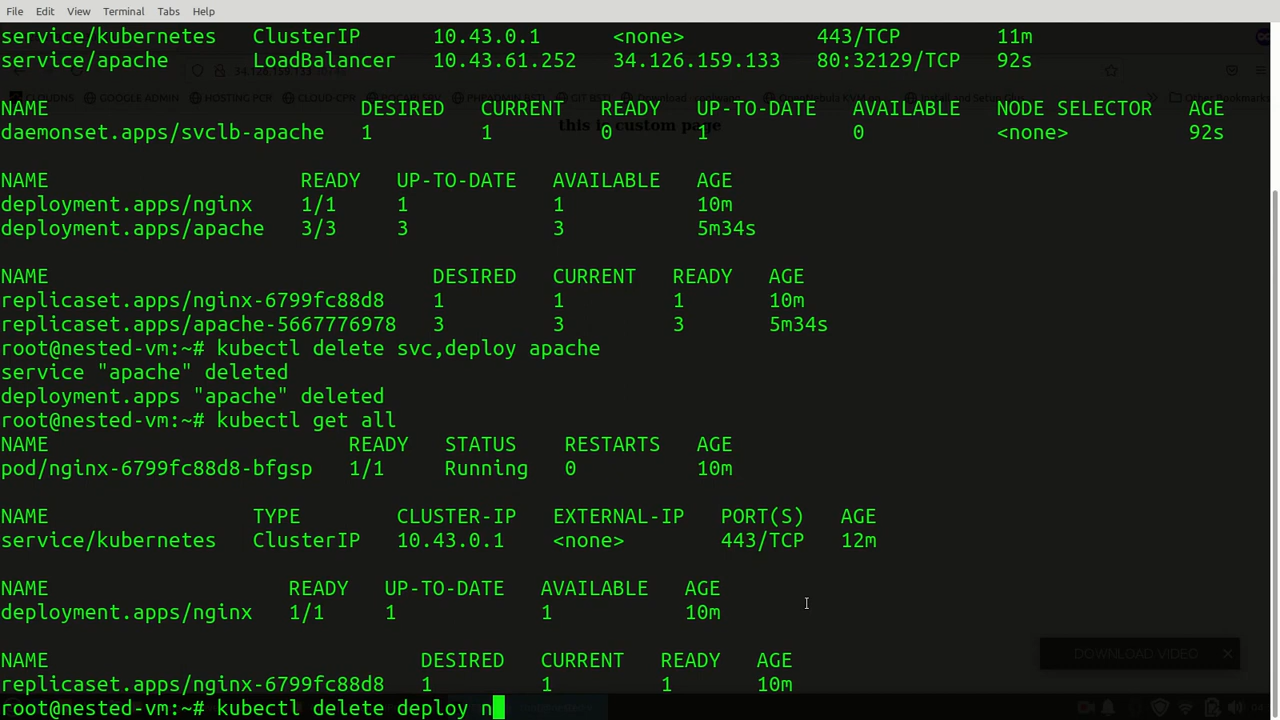 File Edit View Terminal Tabs Help
service/kubernetes ClusterIP 10.43.0.1 <none> 443/TCP 11m
service/apache LoadBalancer 10.43.61.252 34.126.159.133 80:32129/TCP 92s
NAME DESIRED CURRENT READY UP-TO-DATE AVAILABLE NODE SELECTOR AGE
this is custom page
daemonset.apps/svclb-apache 1 1 0 1 0 <none> 92s
NAME READY UP-TO-DATE AVAILABLE AGE
deployment.apps/nginx 1/1 1 1 10m
deployment.apps/apache 3/3 3 3 5m34s
NAME DESIRED CURRENT READY AGE
replicaset.apps/nginx-6799fc88d8 1 1 1 10m
replicaset.apps/apache-5667776978 3 3 3 5m34s
root@nested-vm:~# kubectl delete svc,deploy apache
service "apache" deleted
deployment.apps "apache" deleted
root@nested-vm:~# kubectl get all
NAME READY STATUS RESTARTS AGE
pod/nginx-6799fc88d8-bfgsp 1/1 Running 0 10m
NAME TYPE CLUSTER-IP EXTERNAL-IP PORT(S) AGE
service/kubernetes ClusterIP 10.43.0.1 <none> 443/TCP 12m
NAME READY UP-TO-DATE AVAILABLE AGE
deployment.apps/nginx 1/1 1 1 10m
DOWNLOAD VIDEO
NAME DESIRED CURRENT READY AGE
replicaset.apps/nginx-6799fc88d8 1 1 1 10m
root@nested-vm:~# kubectl delete deploy n